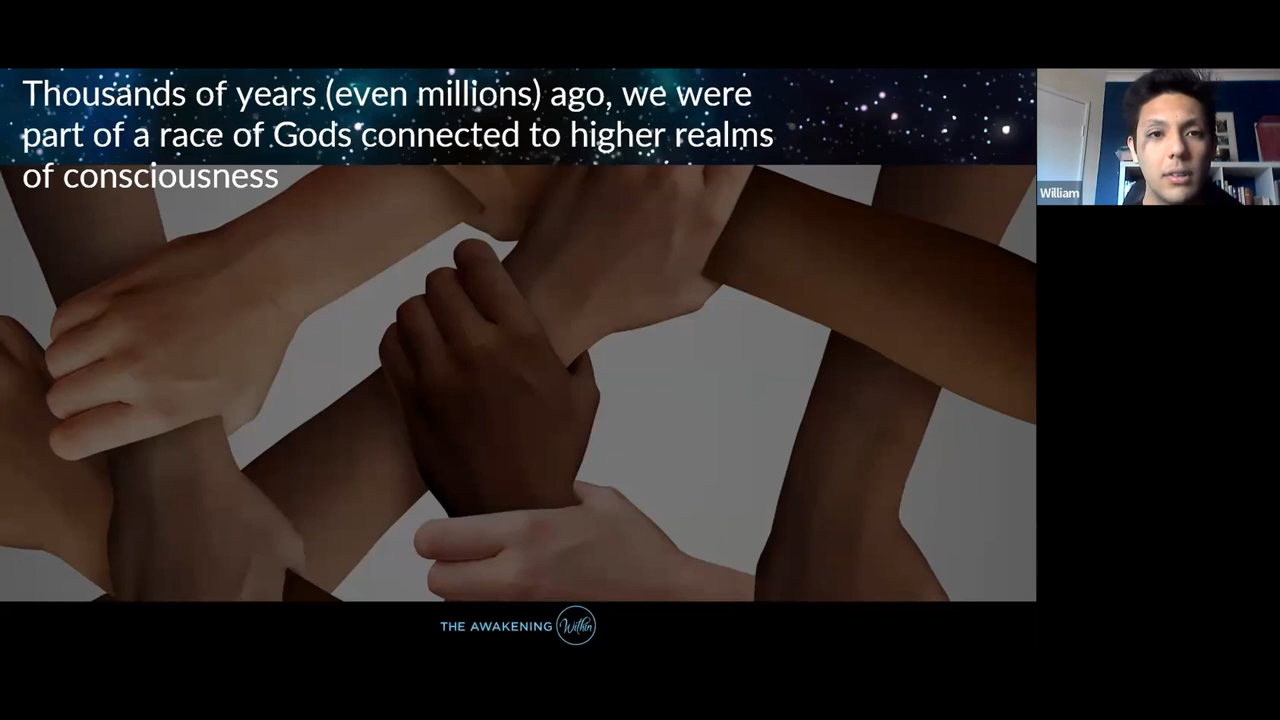 Thousands of years (even millions) ago, we were
part of a race of Gods connected to higher realms
of consciousness
William
THE AWAKENING Within